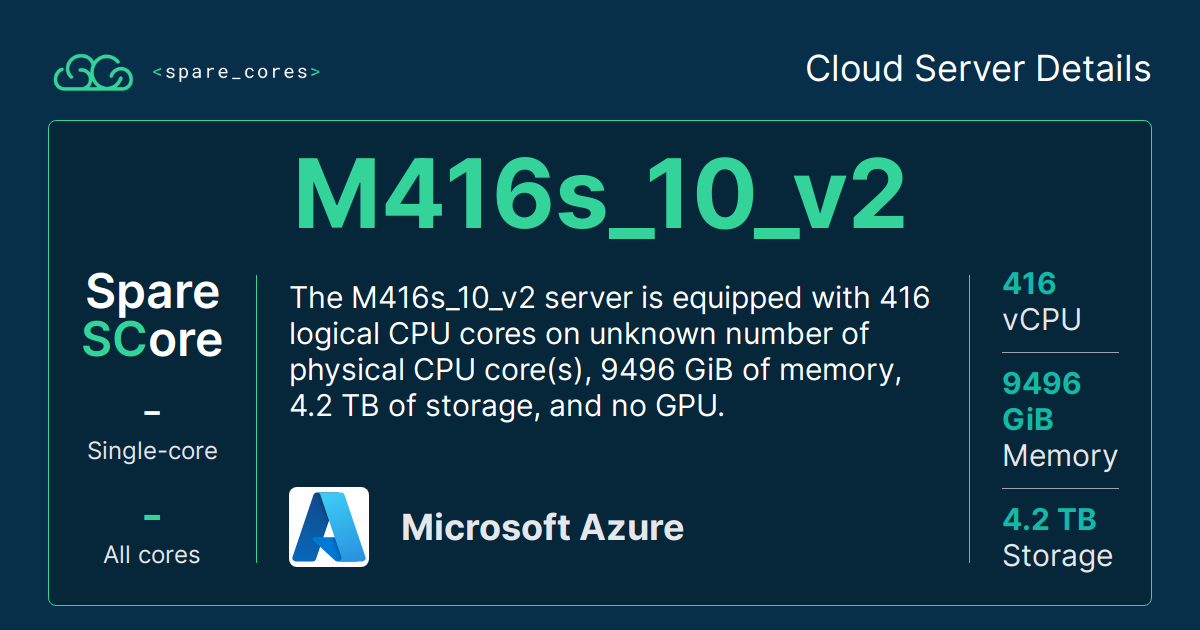 <spare_cores>
Cloud Server Details
M416s_10_v2
Spare
SCore
–
Single-core
–
All cores
The M416s_10_v2 server is equipped with 416
logical CPU cores on unknown number of
physical CPU core(s), 9496 GiB of memory,
4.2 TB of storage, and no GPU.
Microsoft Azure
416
vCPU
9496
GiB
Memory
4.2 TB
Storage